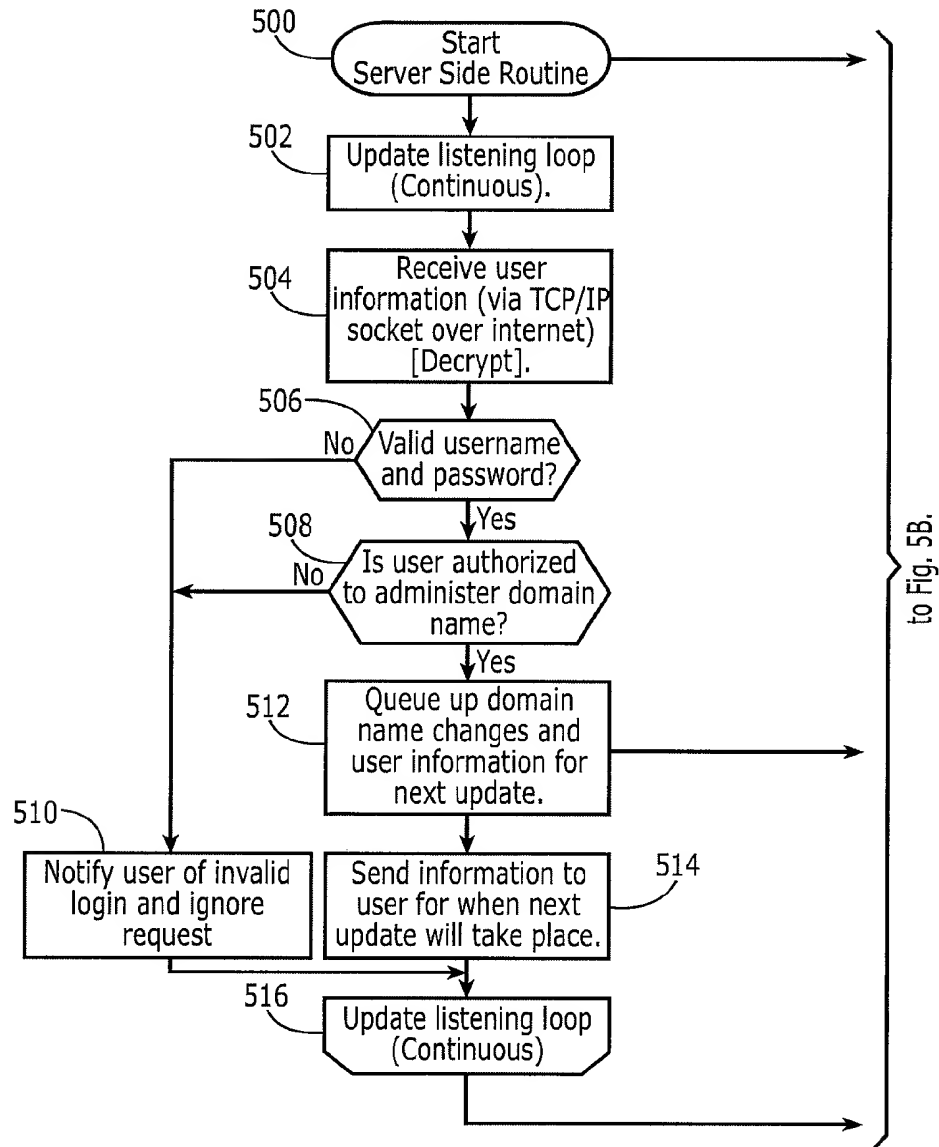 500
Start
Server Side Routine
502
Update listening loop
(Continuous).
504
Receive user
information (via TCP/IP
socket over internet)
[Decrypt].
506
No
Valid username
and password?
Yes
508
No
Is user authorized
to administer domain
name?
Yes
512
Queue up domain
name changes and
user information for
next update.
510
Notify user of invalid
login and ignore
request
514
Send information to
user for when next
update will take place.
516
Update listening loop
(Continuous)
to Fig. 5B.